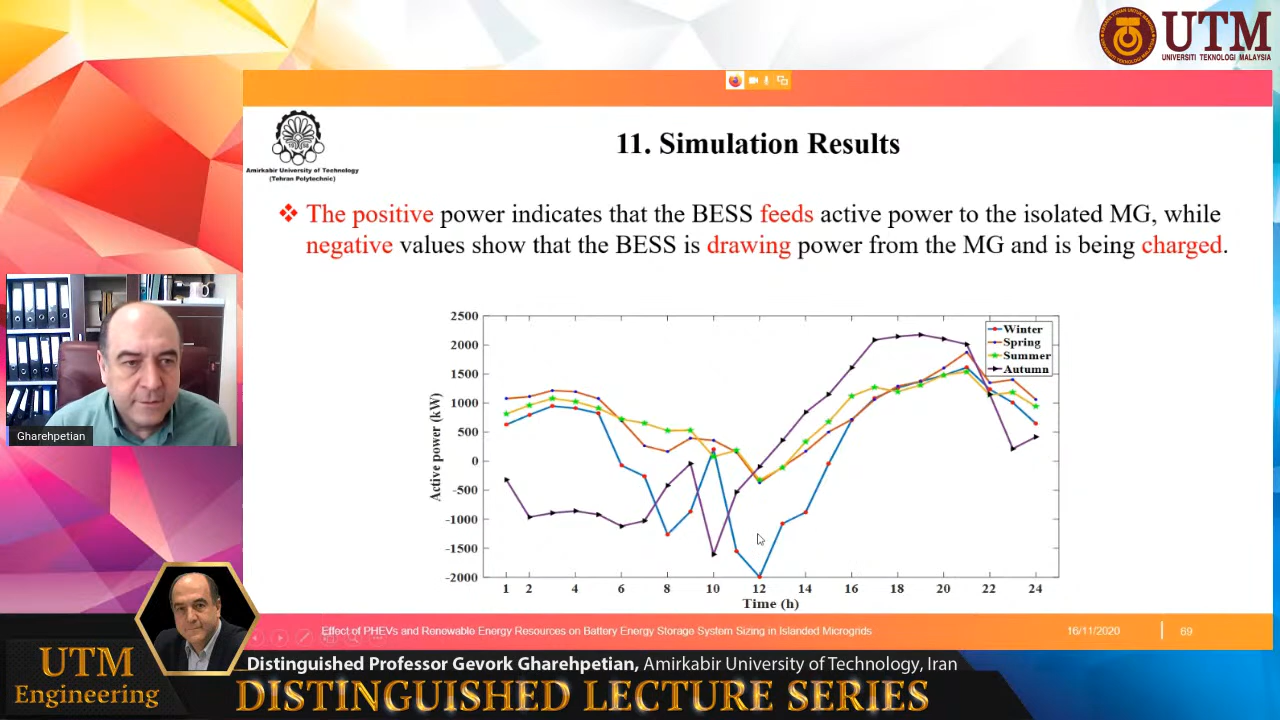 UTM
UNIVERSITI TEKNOLOGI MALAYSIA
Amirkabir University of Technology
(Tehran Polytechnic)
11. Simulation Results
❖ The positive power indicates that the BESS feeds active power to the isolated MG, while
negative values show that the BESS is drawing power from the MG and is being charged.
Gharehpetian
Active power (kW)
2500
2000
1500
1000
500
0
-500
-1000
-1500
-2000
Winter
Spring
Summer
Autumn
1 2 4 6 8 10 12 14 16 18 20 22 24
Time (h)
Effect of PHEVs and Renewable Energy Resources on Battery Energy Storage System Sizing in Islanded Microgrids
16/11/2020
69
UTM
Engineering
Distinguished Professor Gevork Gharehpetian, Amirkabir University of Technology, Iran
DISTINGUISHED LECTURE SERIES